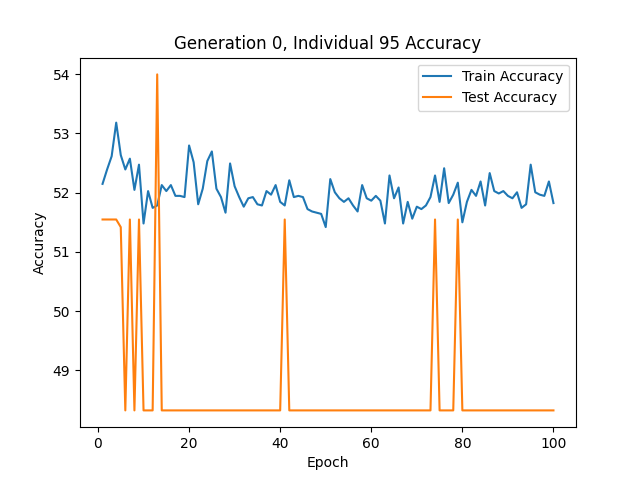 Generation 0, Individual 95 Accuracy
Train Accuracy
Test Accuracy
54
53
52
51
50
49
Accuracy
0 20 40 60 80 100
Epoch